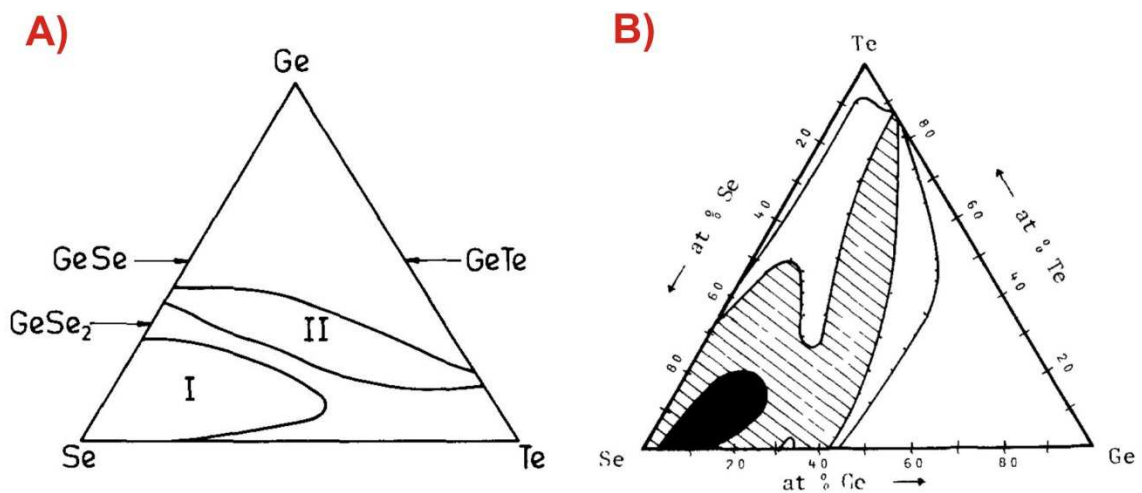 A)
Ge
GeSe
GeTe
GeSe2
II
I
Se
Te
B)
Te
20
80
at % Se
at % Te
40
60
60
40
80
20
Se
Ge
20
40
60
80
at % Ge